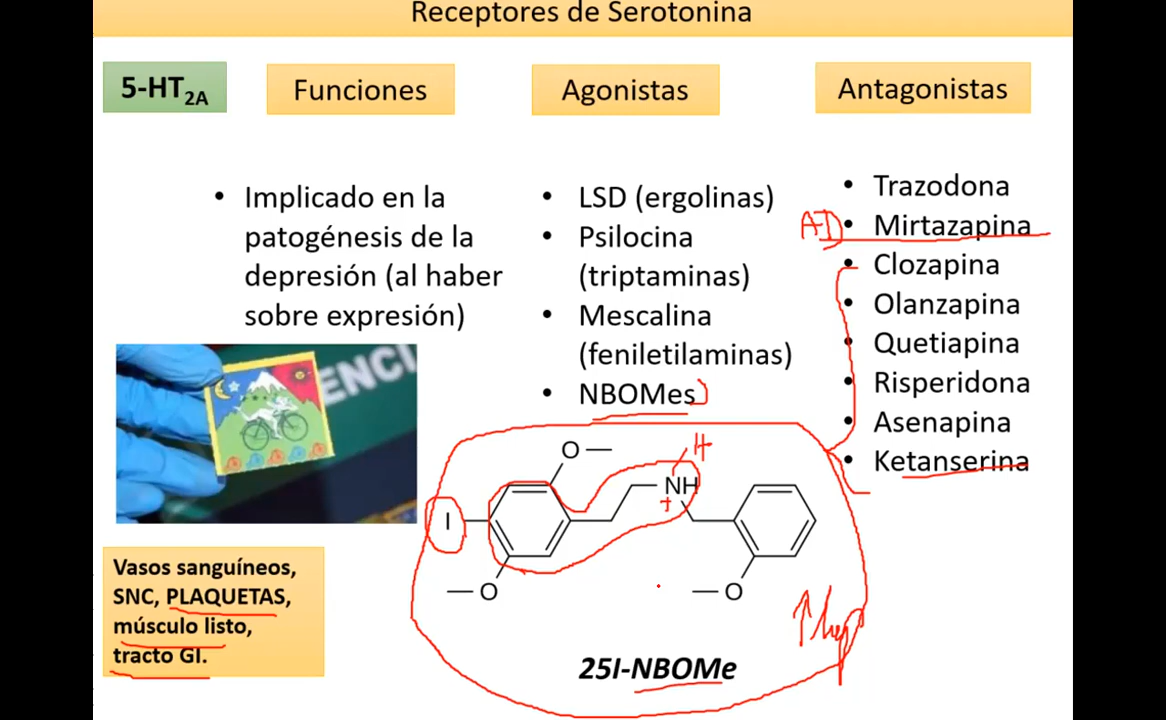 Receptores de Serotonina
5-HT2A
Funciones
Agonistas
Antagonistas
• Implicado en la
patogénesis de la
depresión (al haber
sobre expresión)
• LSD (ergolinas)
• Psilocina
(triptaminas)
• Mescalina
(feniletilaminas)
• NBOMes
• Trazodona
AD
• Mirtazapina
• Clozapina
• Olanzapina
• Quetiapina
• Risperidona
• Asenapina
• Ketanserina
ENCI
Vasos sanguíneos,
SNC, PLAQUETAS,
músculo listo,
tracto GI.
O
H
NH
+
I
O
O
25I-NBOMe